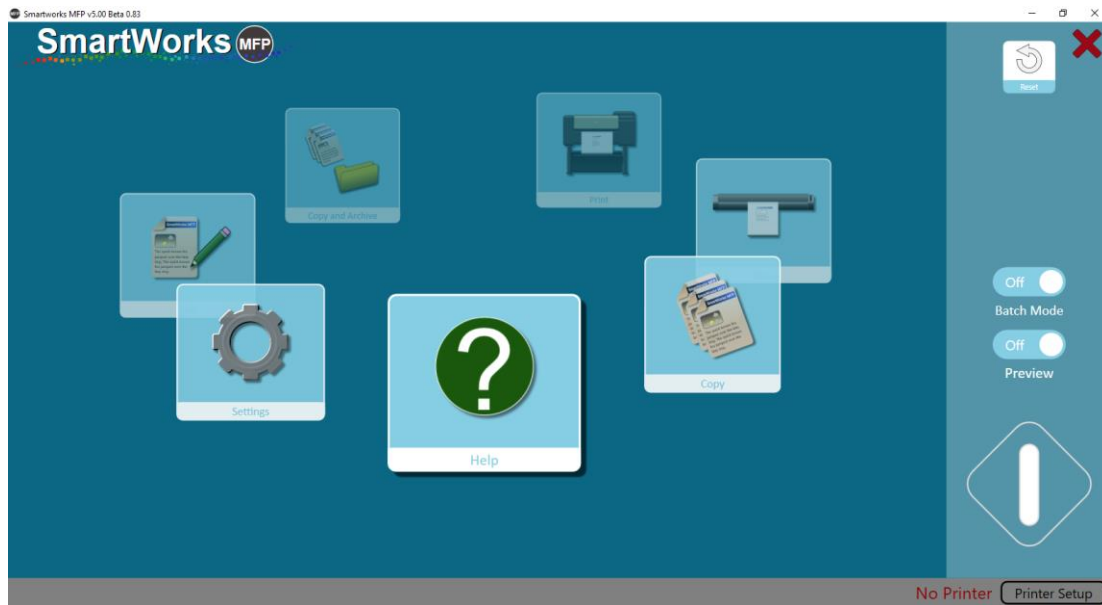 Smartworks MFP v5.00 Beta 0.83
SmartWorks MFP
Reset
Copy and Archive
Print
Settings
Help
Copy
Off
Batch Mode
Off
Preview
No Printer
Printer Setup